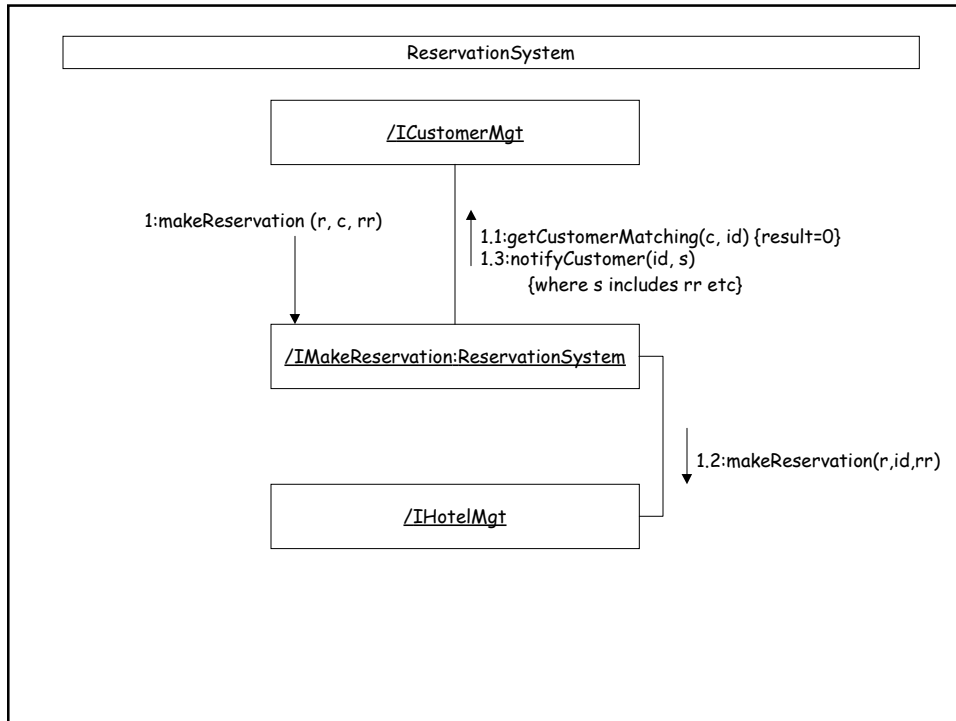 ReservationSystem
/ICustomerMgt
1:makeReservation (r, c, rr)
1.1:getCustomerMatching(c, id) {result=0}
1.3:notifyCustomer(id, s)
{where s includes rr etc}
/IMakeReservation:ReservationSystem
1.2:makeReservation(r,id,rr)
/IHotelMgt